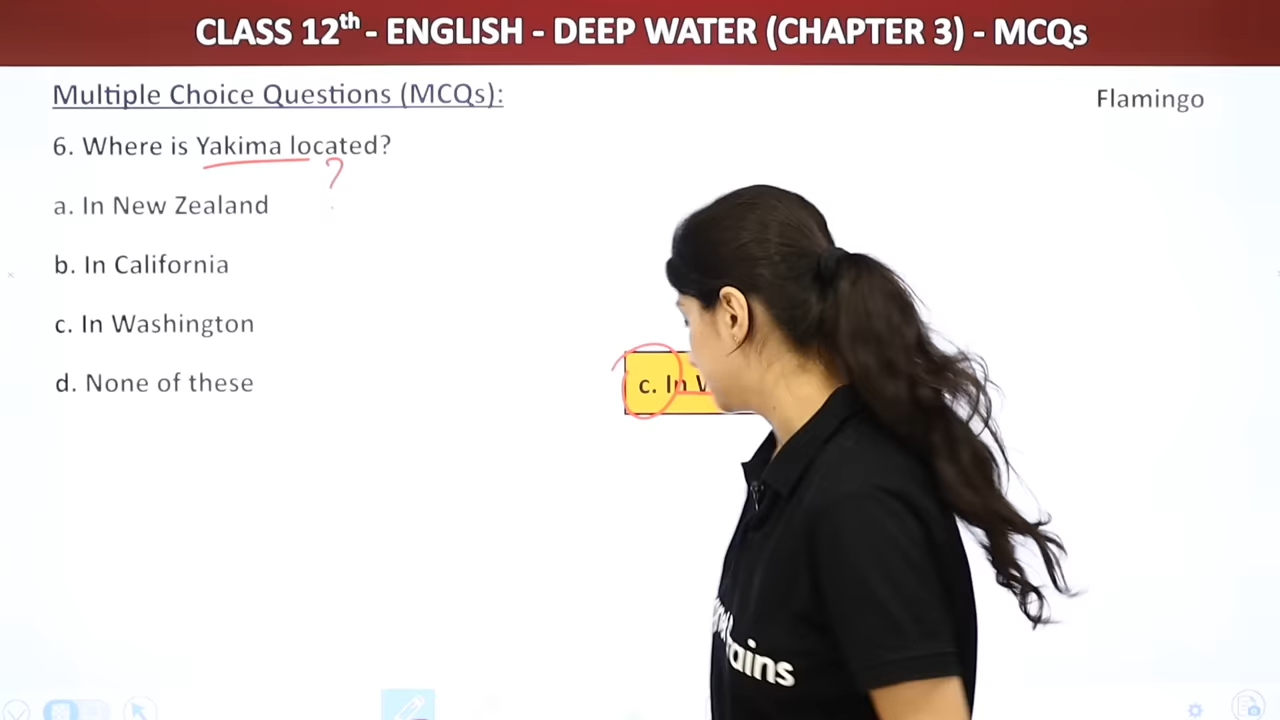 CLASS 12th - ENGLISH - DEEP WATER (CHAPTER 3) - MCQs
Multiple Choice Questions (MCQs):
Flamingo
6. Where is Yakima located?
?
a. In New Zealand
b. In California
c. In Washington
d. None of these
c. In
ains